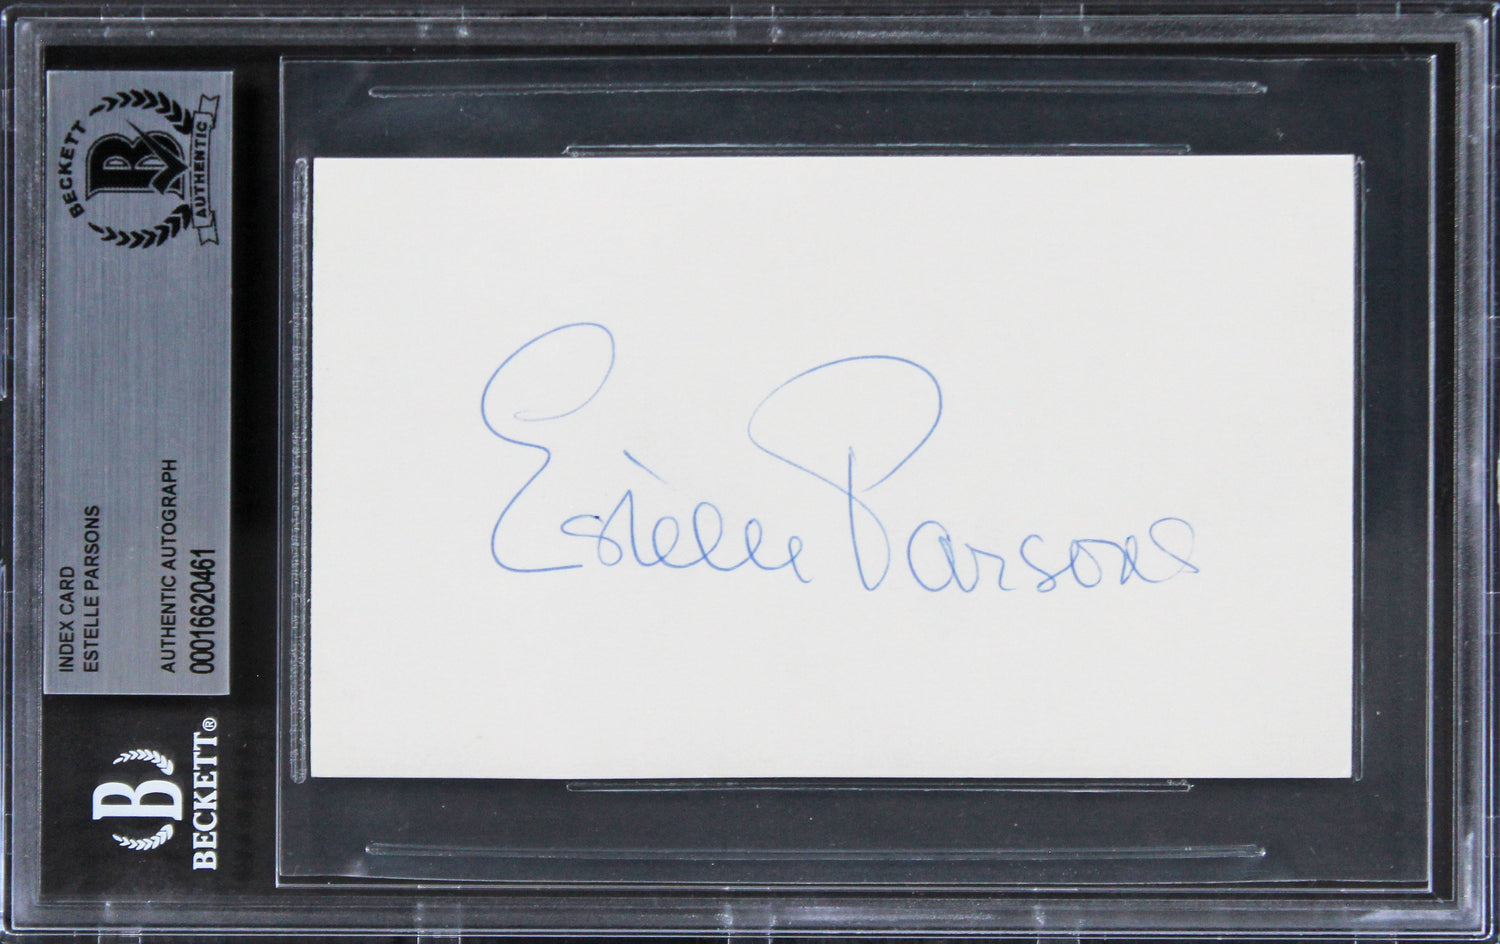 BECKETT
B
AUTHENTIC
INDEX CARD
ESTELLE PARSONS
AUTHENTIC AUTOGRAPH
00016620461
B
BECKETT®
Estelle Parsons